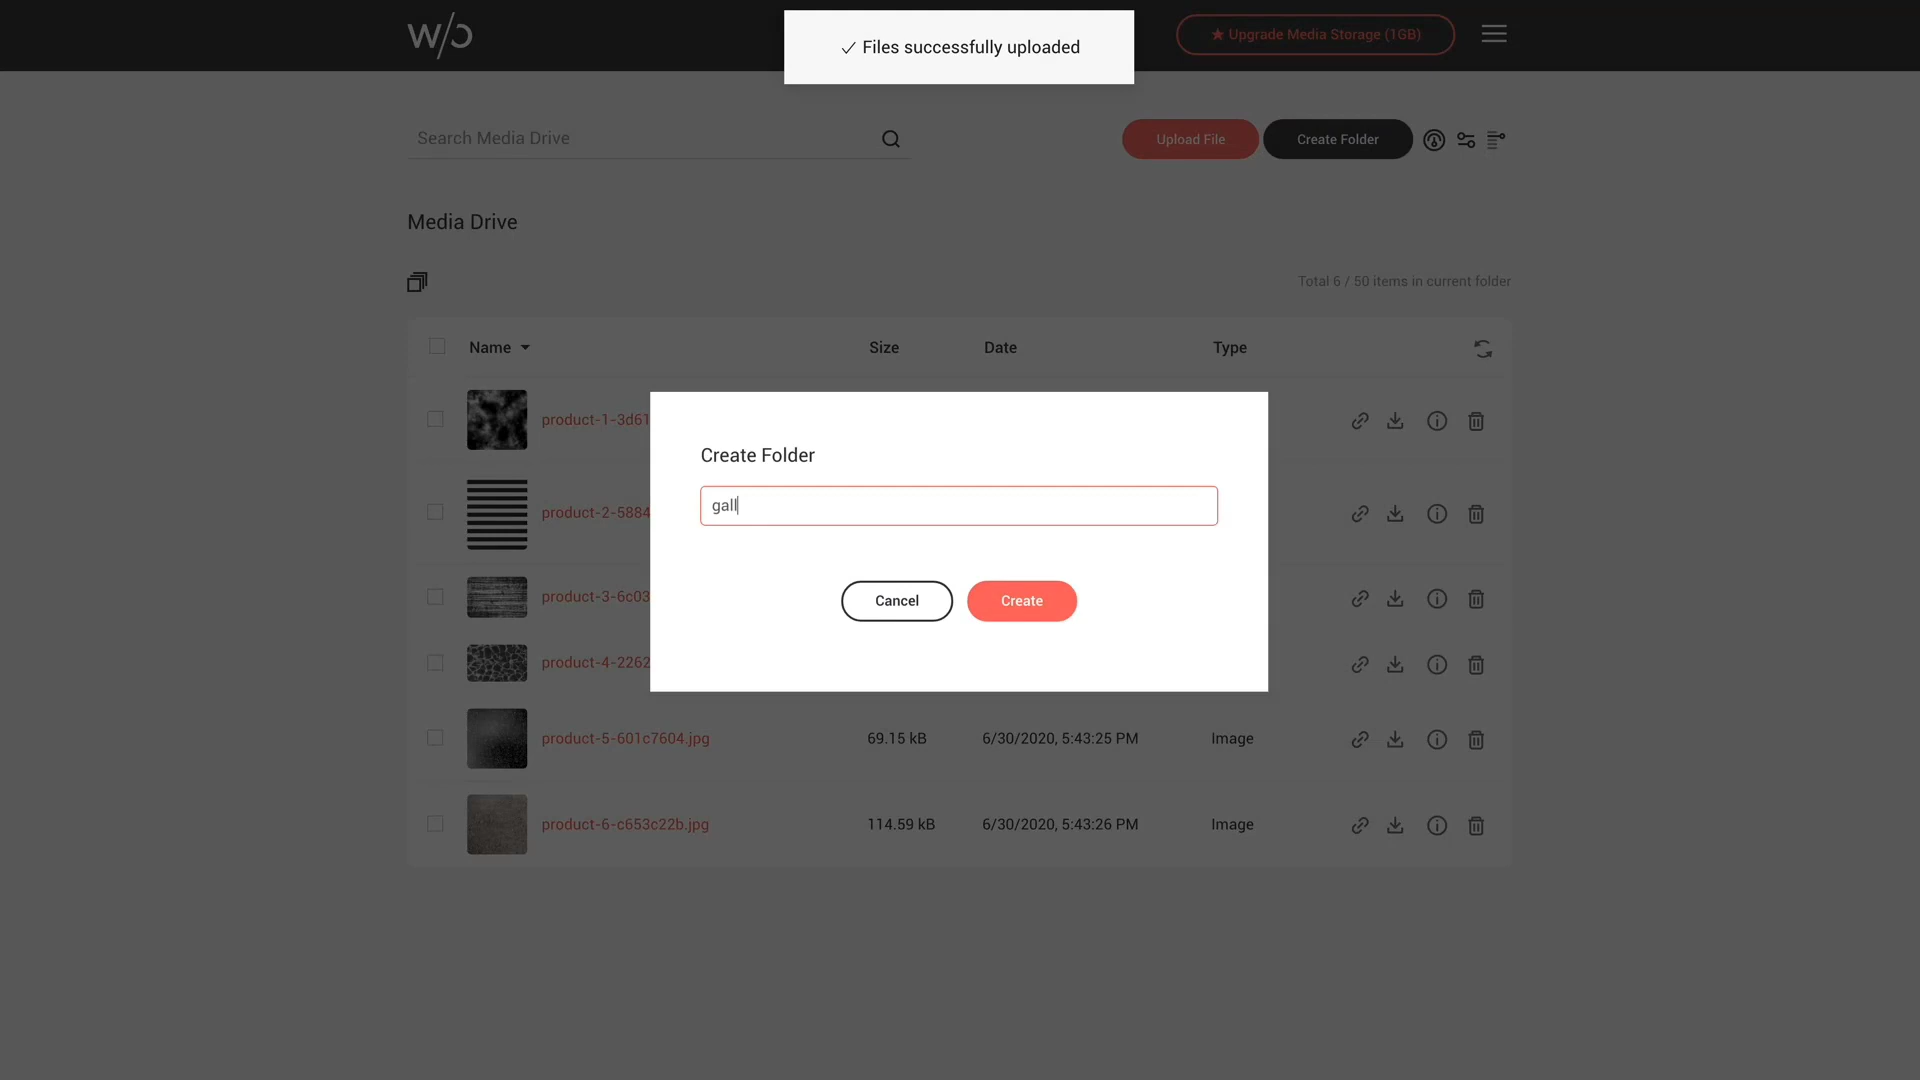 W/Ɔ
✓ Files successfully uploaded
★ Upgrade Media Storage (1GB)
Search Media Drive
Upload File
Create Folder
Media Drive
Total 6 / 50 items in current folder
Name
Size
Date
Type
product-1-3d61
product-2-5884
product-3-6c03
product-4-2262
Create Folder
gall
Cancel
Create
product-5-601c7604.jpg
69.15 kB
6/30/2020, 5:43:25 PM
Image
product-6-c653c22b.jpg
114.59 kB
6/30/2020, 5:43:26 PM
Image